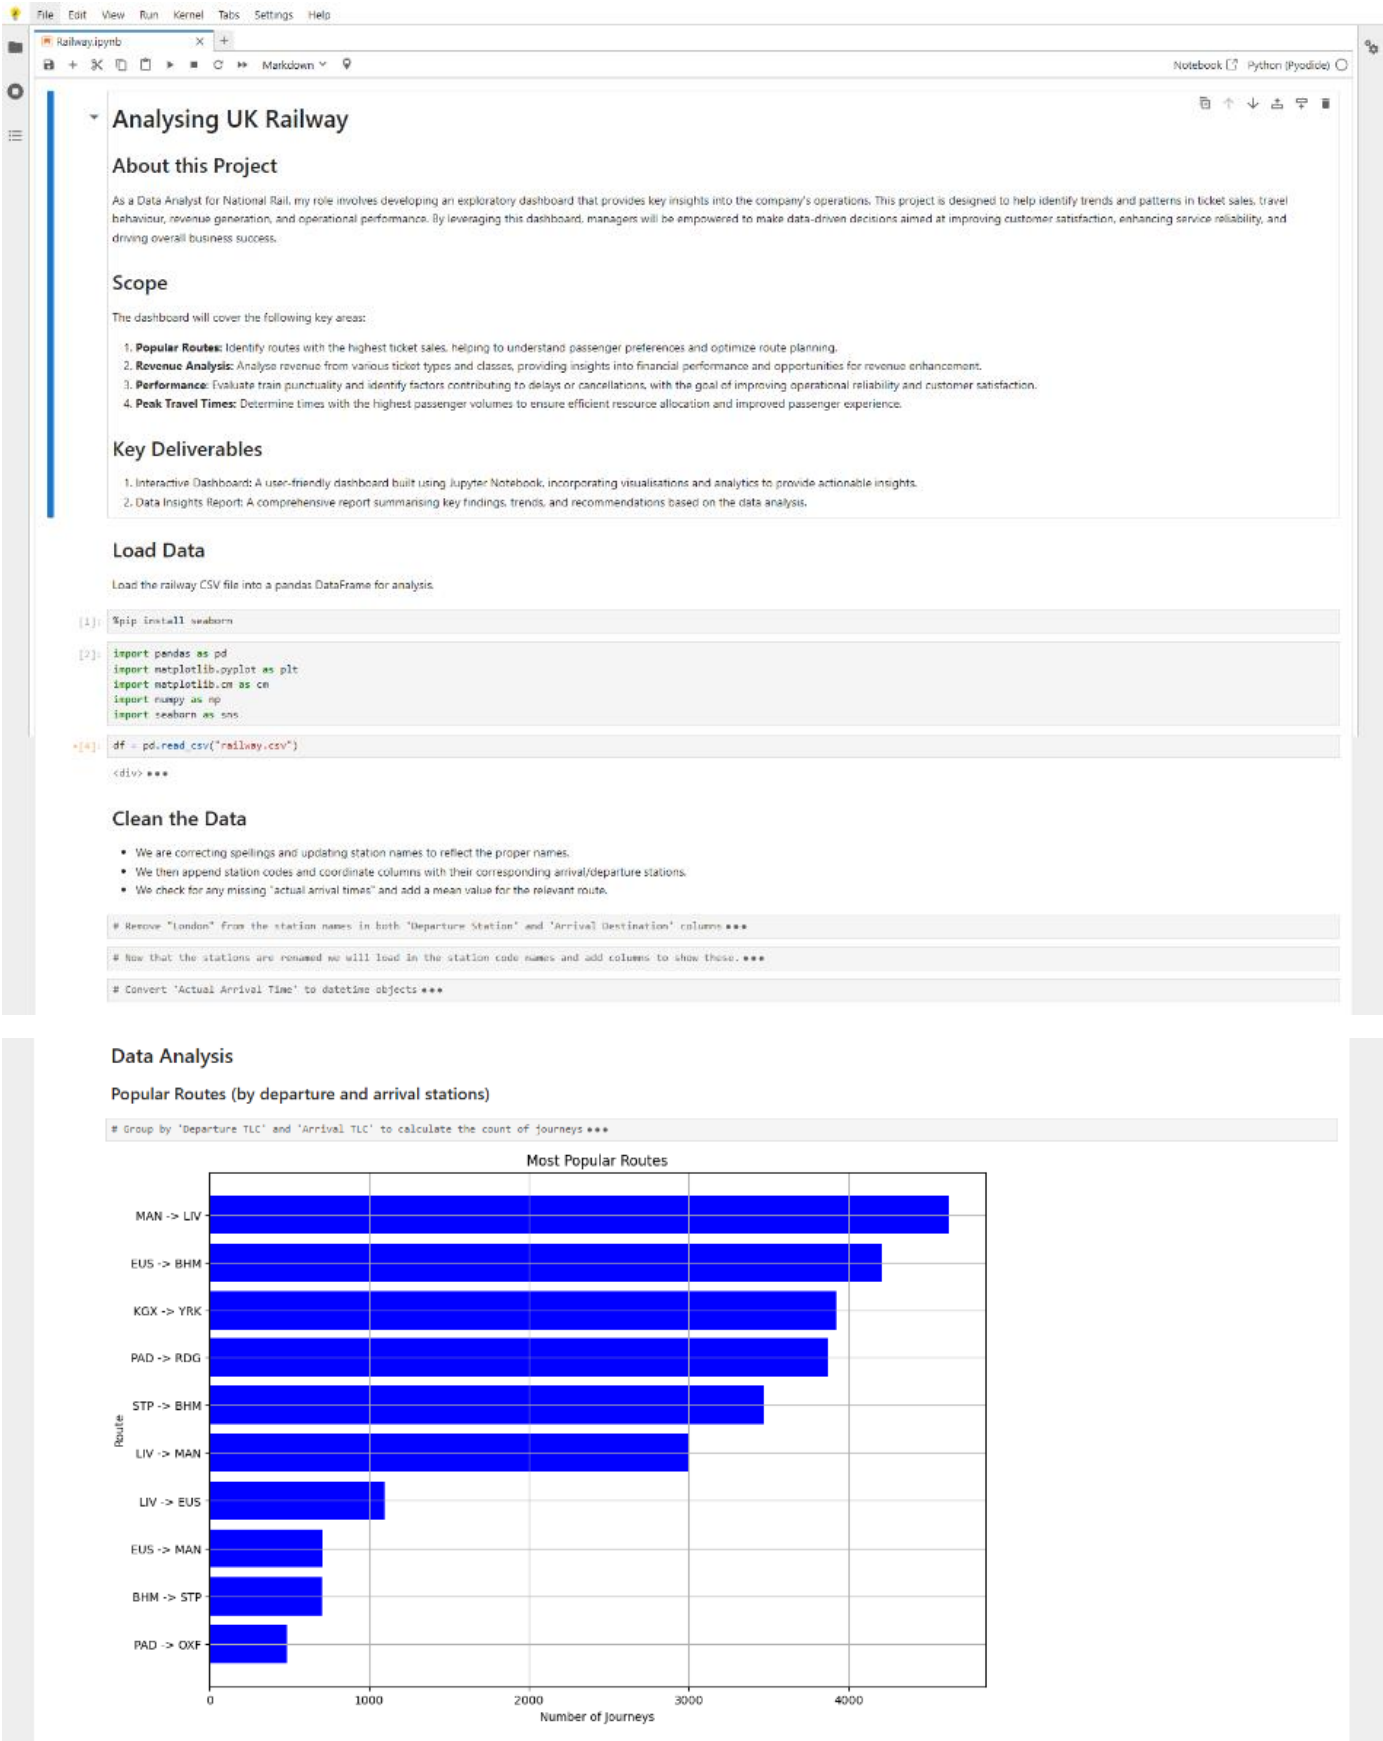 File Edit View Run Kernel Tabs Settings Help
Railway.ipynb × +
Markdown
Notebook Python (Pyodide)
Analysing UK Railway
About this Project
As a Data Analyst for National Rail, my role involves developing an exploratory dashboard that provides key insights into the company's operations. This project is designed to help identify trends and patterns in ticket sales, travel
behaviour, revenue generation, and operational performance. By leveraging this dashboard, managers will be empowered to make data-driven decisions aimed at improving customer satisfaction, enhancing service reliability, and
driving overall business success.
Scope
The dashboard will cover the following key areas:
1. Popular Routes: Identify routes with the highest ticket sales, helping to understand passenger preferences and optimize route planning.
2. Revenue Analysis: Analyse revenue from various ticket types and classes, providing insights into financial performance and opportunities for revenue enhancement.
3. Performance: Evaluate train punctuality and identify factors contributing to delays or cancellations, with the goal of improving operational reliability and customer satisfaction.
4. Peak Travel Times: Determine times with the highest passenger volumes to ensure efficient resource allocation and improved passenger experience.
Key Deliverables
1. Interactive Dashboard: A user-friendly dashboard built using Jupyter Notebook, incorporating visualisations and analytics to provide actionable insights.
2. Data Insights Report: A comprehensive report summarising key findings, trends, and recommendations based on the data analysis.
Load Data
Load the railway CSV file into a pandas DataFrame for analysis.
[1]: %pip install seaborn
[2]: import pandas as pd
import matplotlib.pyplot as plt
import matplotlib.cm as cm
import numpy as np
import seaborn as sns
•[4]: df = pd.read_csv("railway.csv")
<div> •••
Clean the Data
• We are correcting spellings and updating station names to reflect the proper names.
• We then append station codes and coordinate columns with their corresponding arrival/departure stations.
• We check for any missing "actual arrival times" and add a mean value for the relevant route.
# Remove "London" from the station names in both 'Departure Station' and 'Arrival Destination' columns •••
# Now that the stations are renamed we will load in the station code names and add columns to show these. •••
# Convert 'Actual Arrival Time' to datetime objects •••
Data Analysis
Popular Routes (by departure and arrival stations)
# Group by 'Departure TLC' and 'Arrival TLC' to calculate the count of journeys •••
Most Popular Routes
MAN -> LIV
EUS -> BHM
KGX -> YRK
PAD -> RDG
STP -> BHM
Route
LIV -> MAN
LIV -> EUS
EUS -> MAN
BHM -> STP
PAD -> OXF
0 1000 2000 3000 4000
Number of Journeys